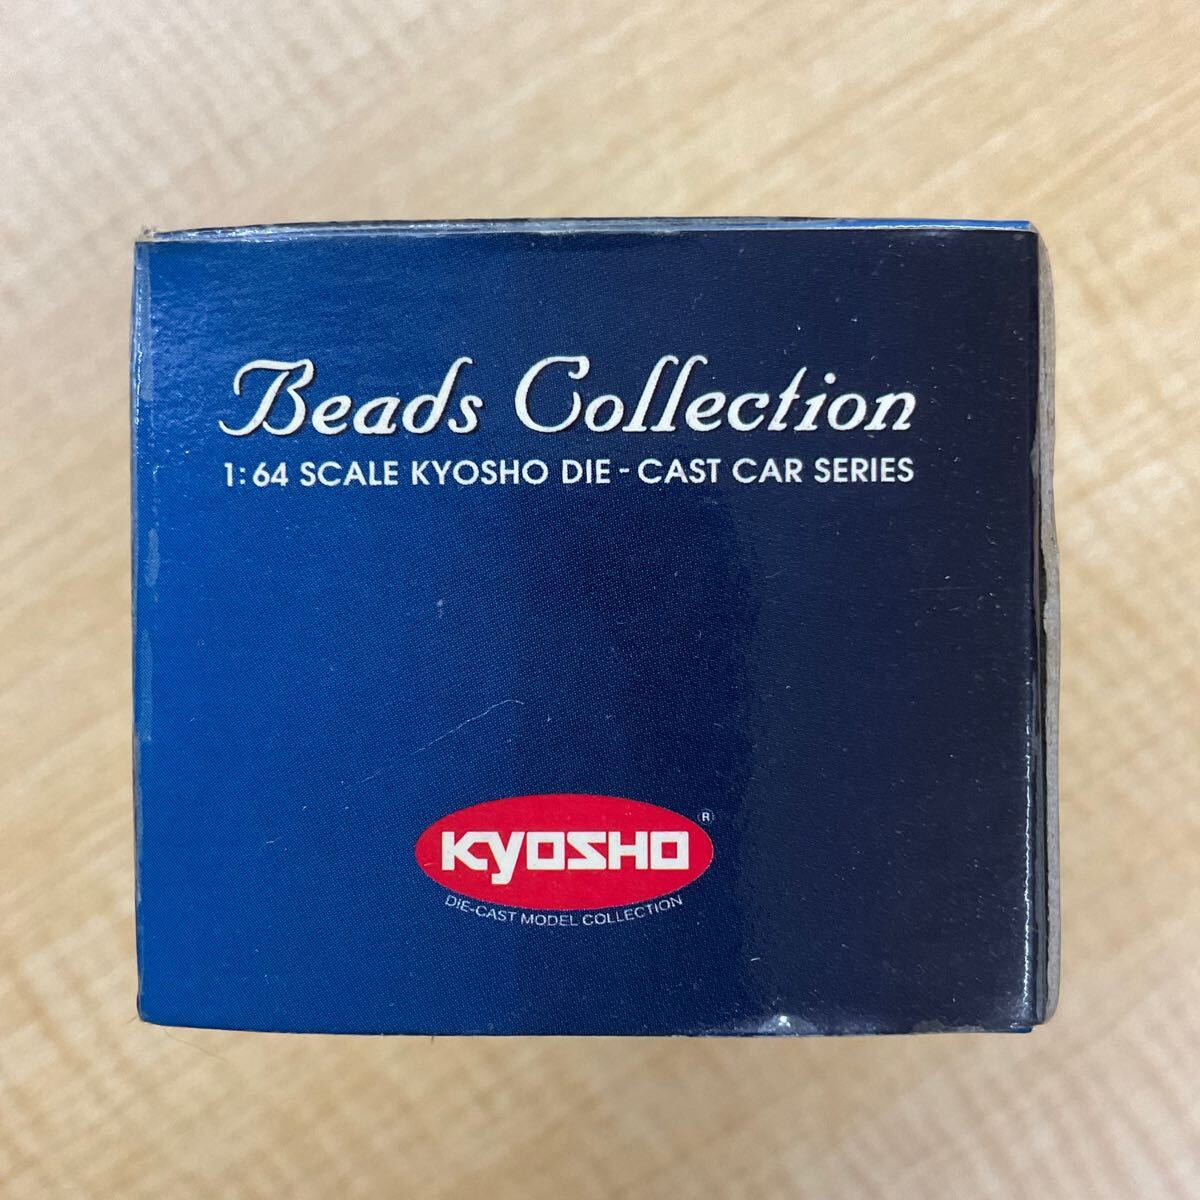 Beads Collection
1:64 SCALE KYOSHO DIE-CAST CAR SERIES
KYOSHO ®
DIE-CAST MODEL COLLECTION